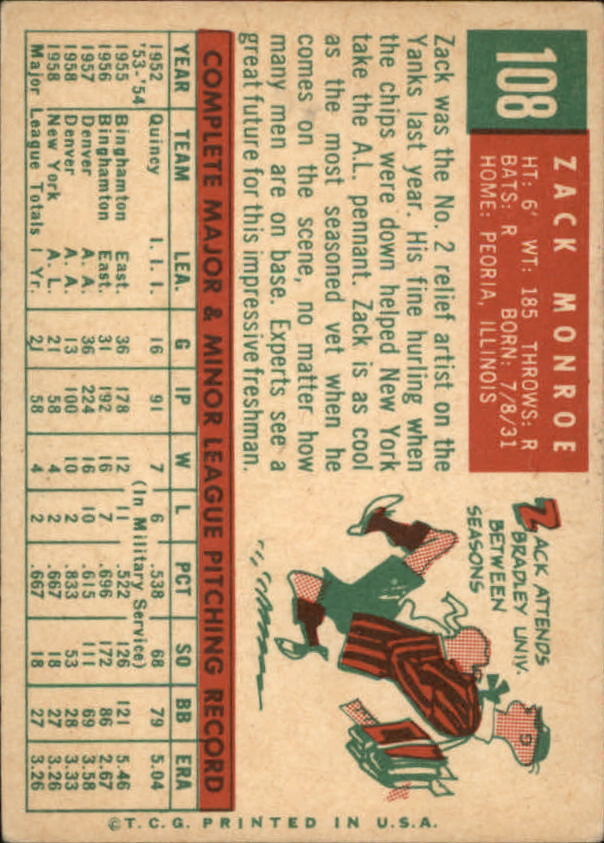 108
ZACK MONROE
HT: 6' WT: 185 THROWS: R
BATS: R BORN: 7/8/31
HOME: PEORIA, ILLINOIS
Zack was the No. 2 relief artist on the
Yanks last year. His fine hurling when
the chips were down helped New York
take the A.L. pennant. Zack is as cool
as the most seasoned vet when he
comes on the scene, no matter how
many men are on base. Experts see a
great future for this impressive freshman.
ZACK ATTENDS
BRADLEY UNIV.
BETWEEN
SEASONS
COMPLETE MAJOR & MINOR LEAGUE PITCHING RECORD
YEAR TEAM LEA. G IP W L PCT SO BB ERA
1952 Quincy I. I. I. 16 91 7 6 .538 68 79 5.04
'53-'54 (In Military Service)
1955 Binghamton East. 36 178 12 11 .522 126 121 5.46
1956 Binghamton East. 31 192 16 7 .696 172 86 2.67
1957 Denver A. A. 36 224 16 10 .615 111 69 3.58
1958 Denver A. A. 13 100 10 2 .833 53 28 3.33
1958 New York A. L. 21 58 4 2 .667 18 27 3.26
Major League Totals 1 Yr. 21 58 4 2 .667 18 27 3.26
©T.C.G. PRINTED IN U.S.A.